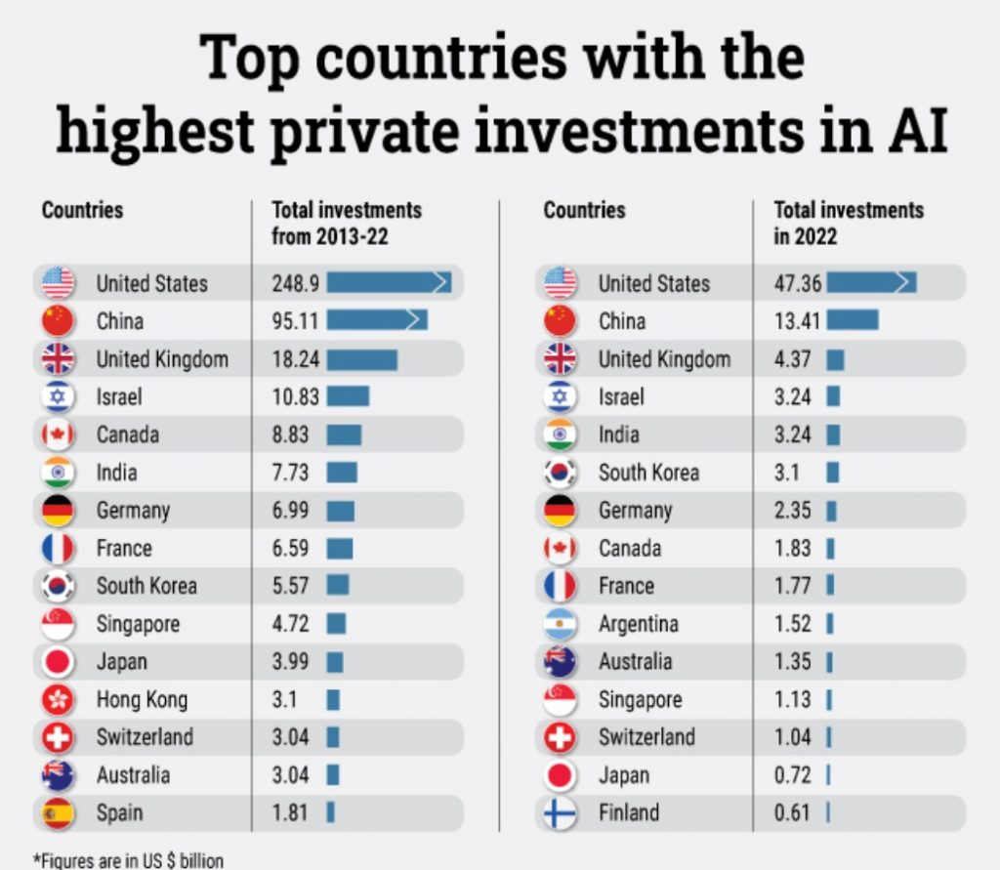 Top countries with the
highest private investments in AI
Countries
Total investments
from 2013-22
United States 248.9
China 95.11
United Kingdom 18.24
Israel 10.83
Canada 8.83
India 7.73
Germany 6.99
France 6.59
South Korea 5.57
Singapore 4.72
Japan 3.99
Hong Kong 3.1
Switzerland 3.04
Australia 3.04
Spain 1.81
Countries
Total investments
in 2022
United States 47.36
China 13.41
United Kingdom 4.37
Israel 3.24
India 3.24
South Korea 3.1
Germany 2.35
Canada 1.83
France 1.77
Argentina 1.52
Australia 1.35
Singapore 1.13
Switzerland 1.04
Japan 0.72
Finland 0.61
*Figures are in US $ billion